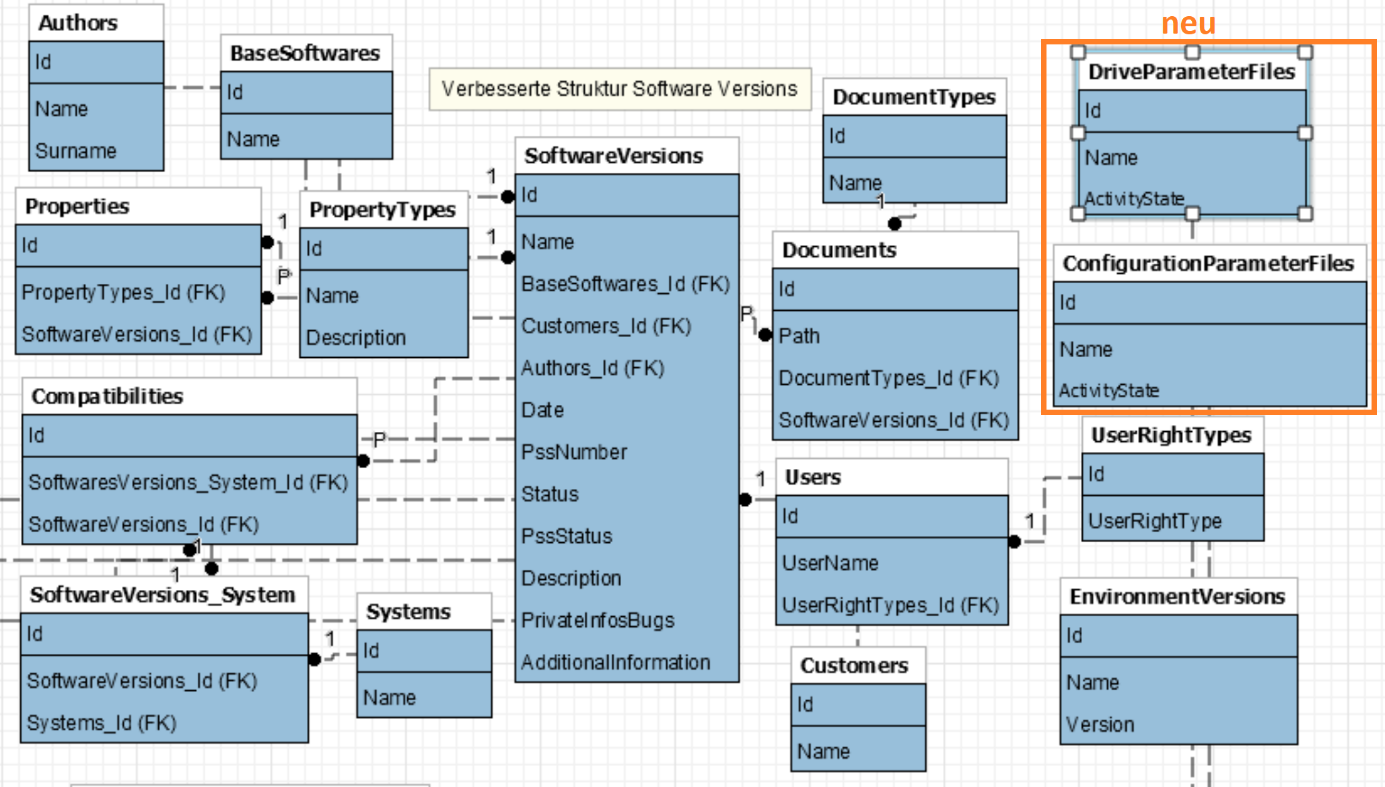 neu
Authors
Id
Name
Surname
BaseSoftwares
Id
Name
Verbesserte Struktur Software Versions
DocumentTypes
Id
Name
1
DriveParameterFiles
Id
Name
ActivityState
Properties
Id
PropertyTypes_Id (FK)
SoftwareVersions_Id (FK)
1
P
PropertyTypes
Id
Name
Description
1
1
SoftwareVersions
Id
Name
BaseSoftwares_Id (FK)
Customers_Id (FK)
Authors_Id (FK)
Date
PssNumber
Status
PssStatus
Description
PrivateInfosBugs
AdditionalInformation
Documents
Id
Path
DocumentTypes_Id (FK)
SoftwareVersions_Id (FK)
P
ConfigurationParameterFiles
Id
Name
ActivityState
Compatibilities
Id
SoftwaresVersions_System_Id (FK)
SoftwareVersions_Id (FK)
P
1
1
Users
Id
UserName
UserRightTypes_Id (FK)
1
1
UserRightTypes
Id
UserRightType
SoftwareVersions_System
Id
SoftwareVersions_Id (FK)
Systems_Id (FK)
1
Systems
Id
Name
Customers
Id
Name
EnvironmentVersions
Id
Name
Version